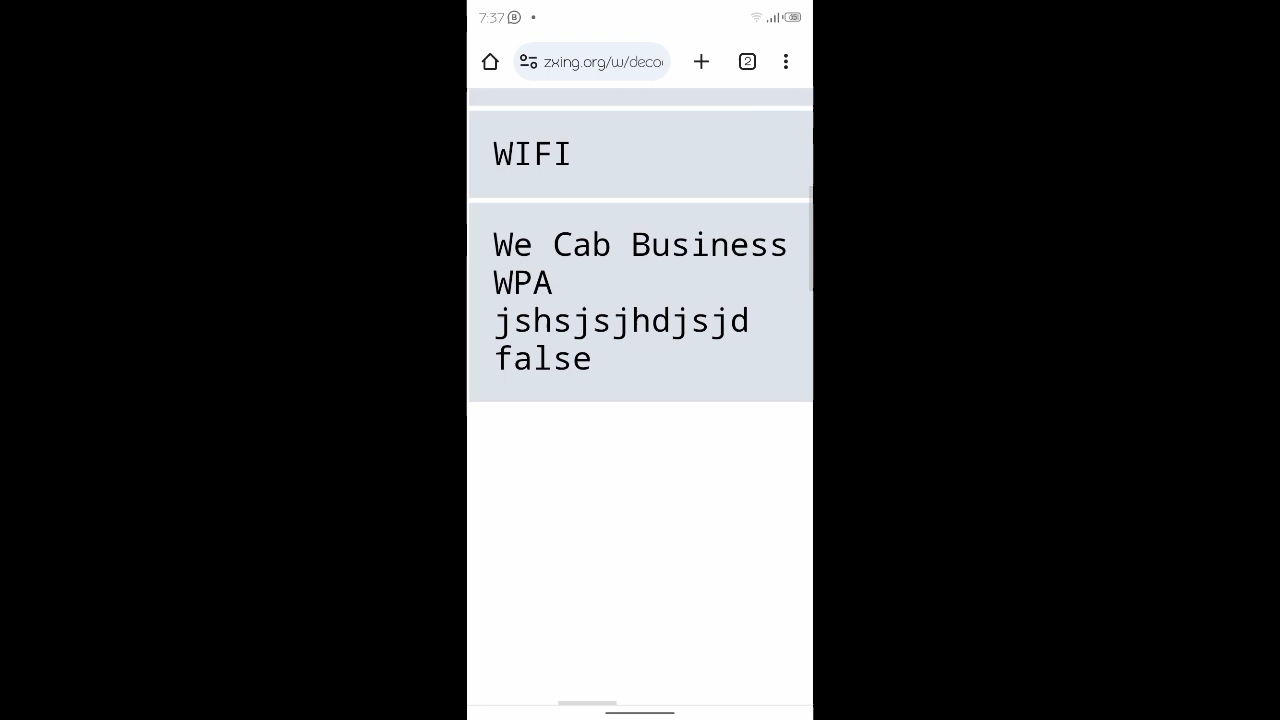 7:37
zxing.org/w/deco
2
WIFI
We Cab Business
WPA
jshsjsjhdjsjd
false